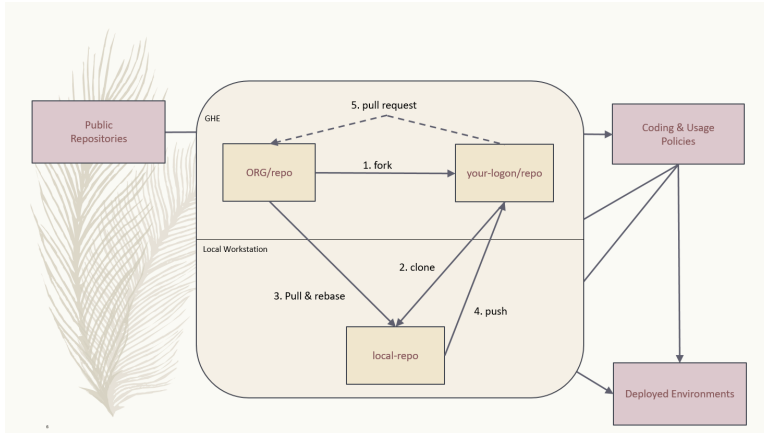 5. pull request
GHE
Public
Repositories
Coding & Usage
Policies
1. fork
ORG/repo
your-logon/repo
Local Workstation
2. clone
3. Pull & rebase
4. push
local-repo
Deployed Environments